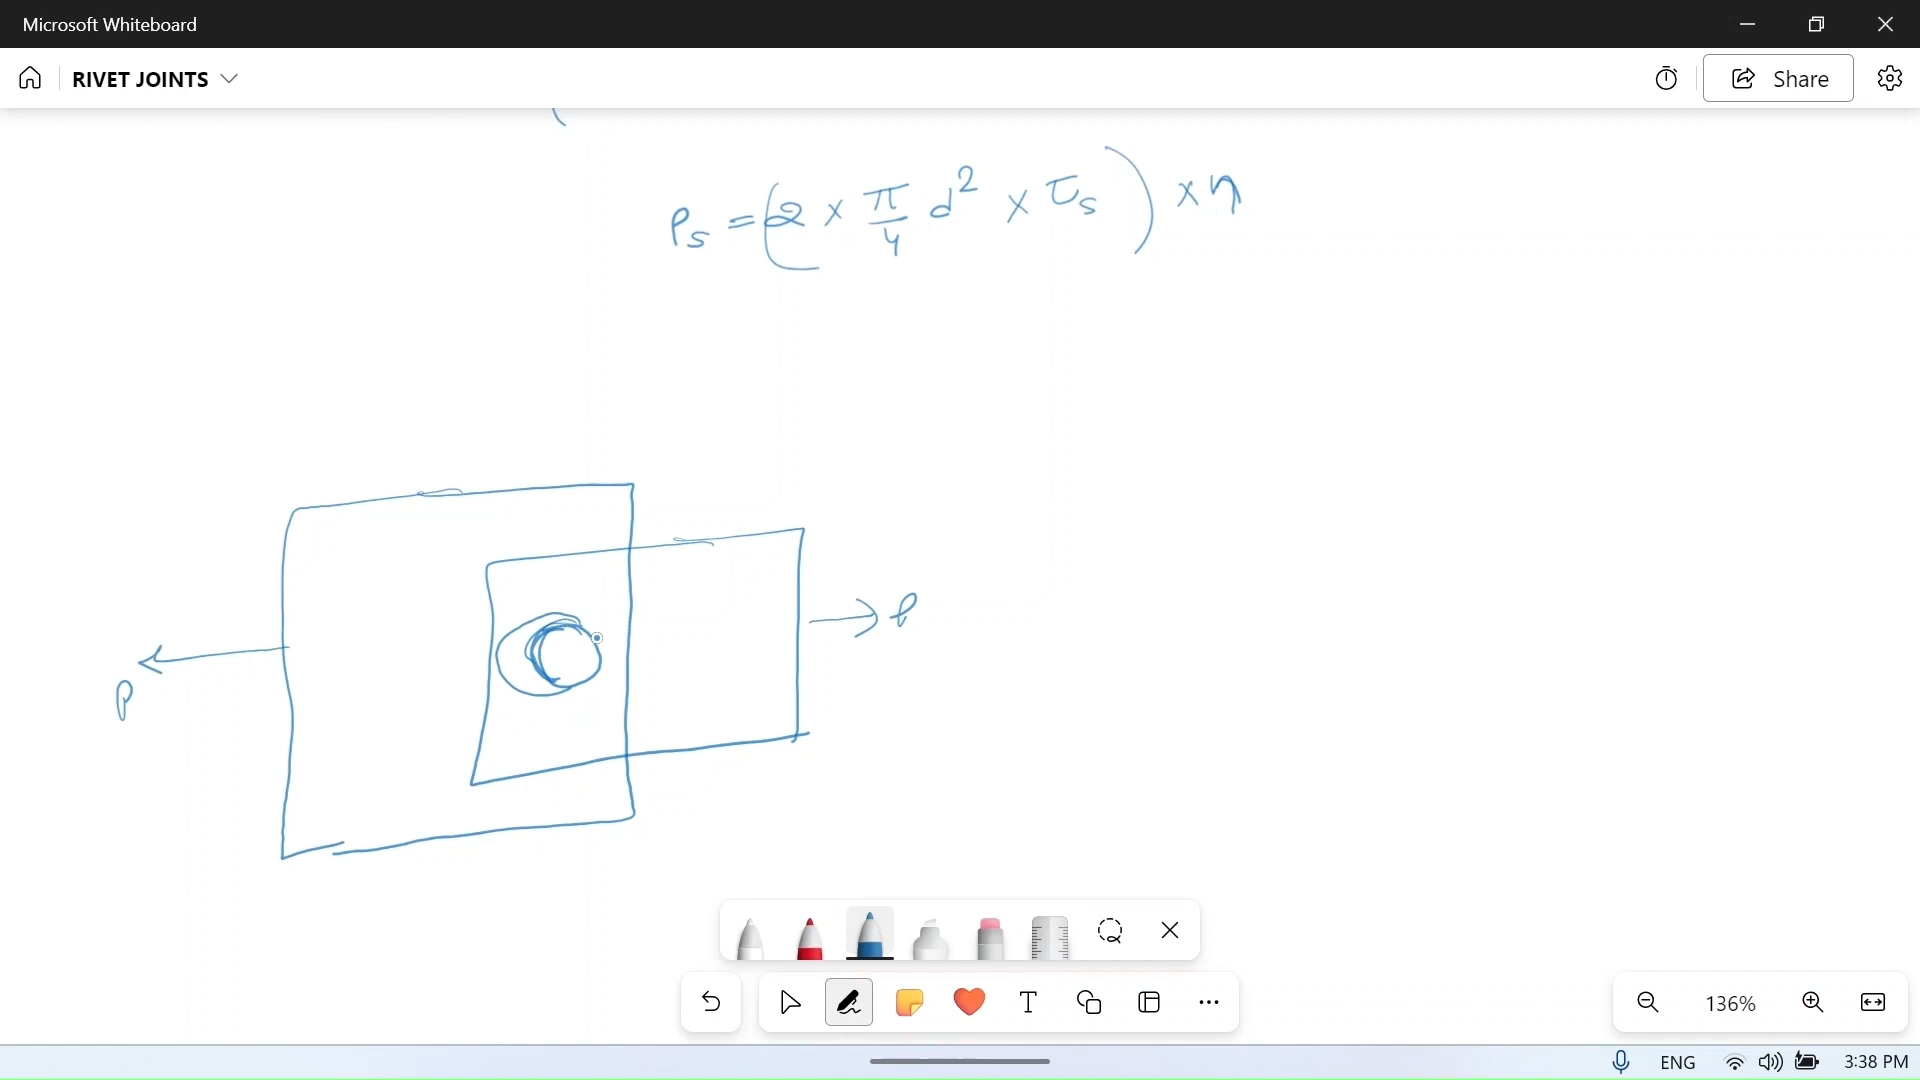 Microsoft Whiteboard
RIVET JOINTS
Share
Ps = (2 × π/4 d² × τs) × n
P
P
136%
ENG
3:38 PM